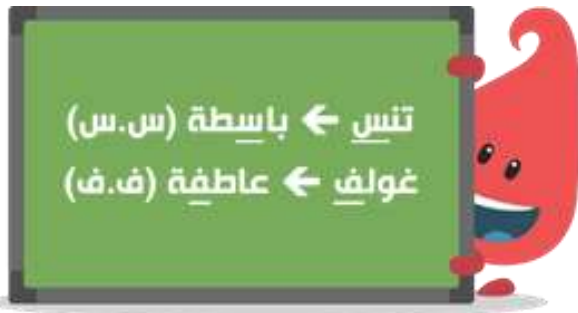 تنس ← باسطة (س.س)
غولف ← عاطفة (ف.ف)